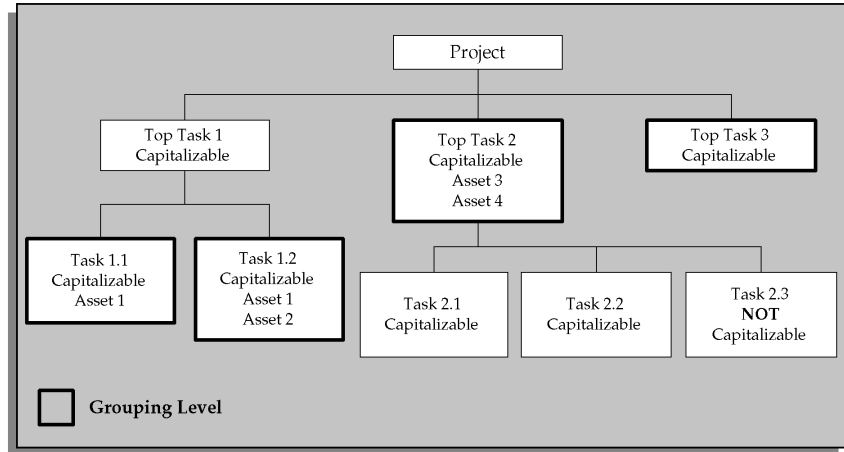 Project
Top Task 1
Capitalizable
Top Task 2
Capitalizable
Asset 3
Asset 4
Top Task 3
Capitalizable
Task 1.1
Capitalizable
Asset 1
Task 1.2
Capitalizable
Asset 1
Asset 2
Task 2.1
Capitalizable
Task 2.2
Capitalizable
Task 2.3
NOT
Capitalizable
Grouping Level